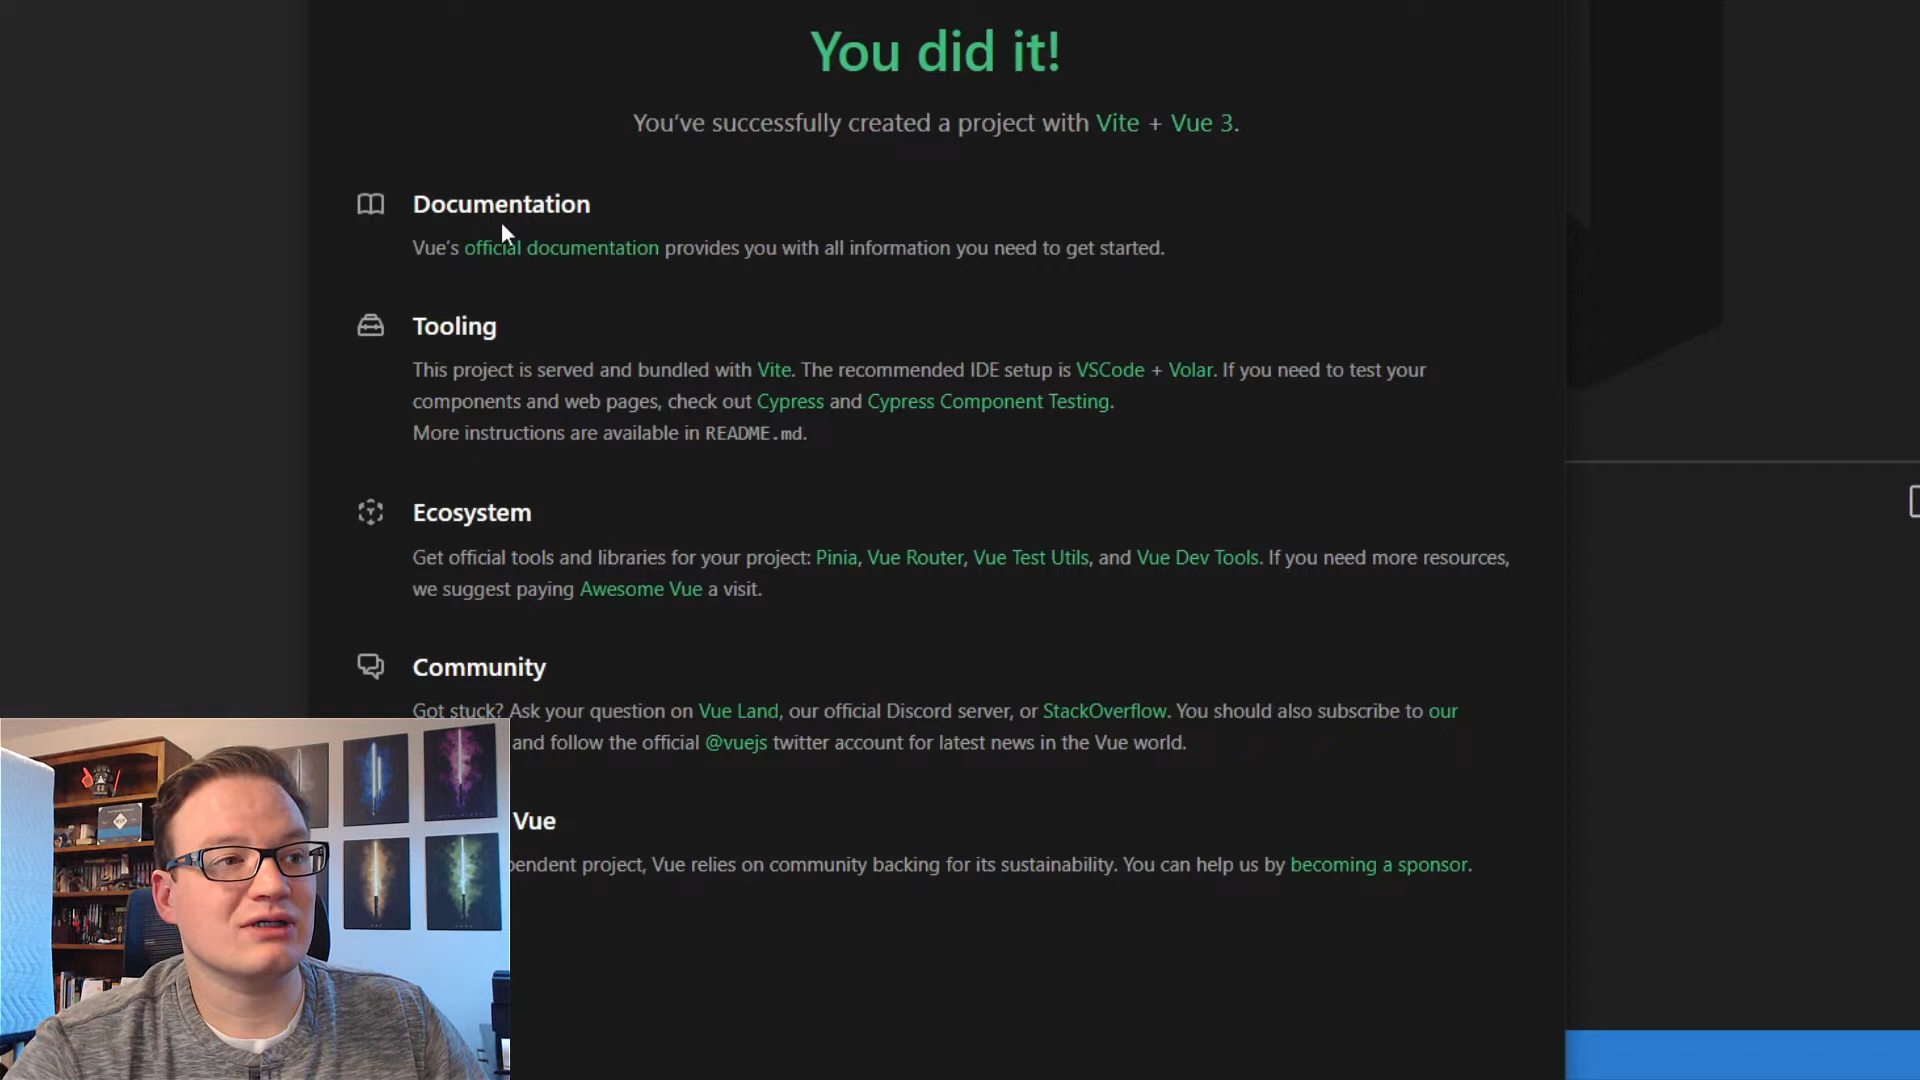 You did it!
You've successfully created a project with Vite + Vue 3.
Documentation
Vue's official documentation provides you with all information you need to get started.
Tooling
This project is served and bundled with Vite. The recommended IDE setup is VSCode + Volar. If you need to test your
components and web pages, check out Cypress and Cypress Component Testing.
More instructions are available in README.md.
Ecosystem
Get official tools and libraries for your project: Pinia, Vue Router, Vue Test Utils, and Vue Dev Tools. If you need more resources,
we suggest paying Awesome Vue a visit.
Community
Got stuck? Ask your question on Vue Land, our official Discord server, or StackOverflow. You should also subscribe to our
and follow the official @vuejs twitter account for latest news in the Vue world.
Vue
pendent project, Vue relies on community backing for its sustainability. You can help us by becoming a sponsor.